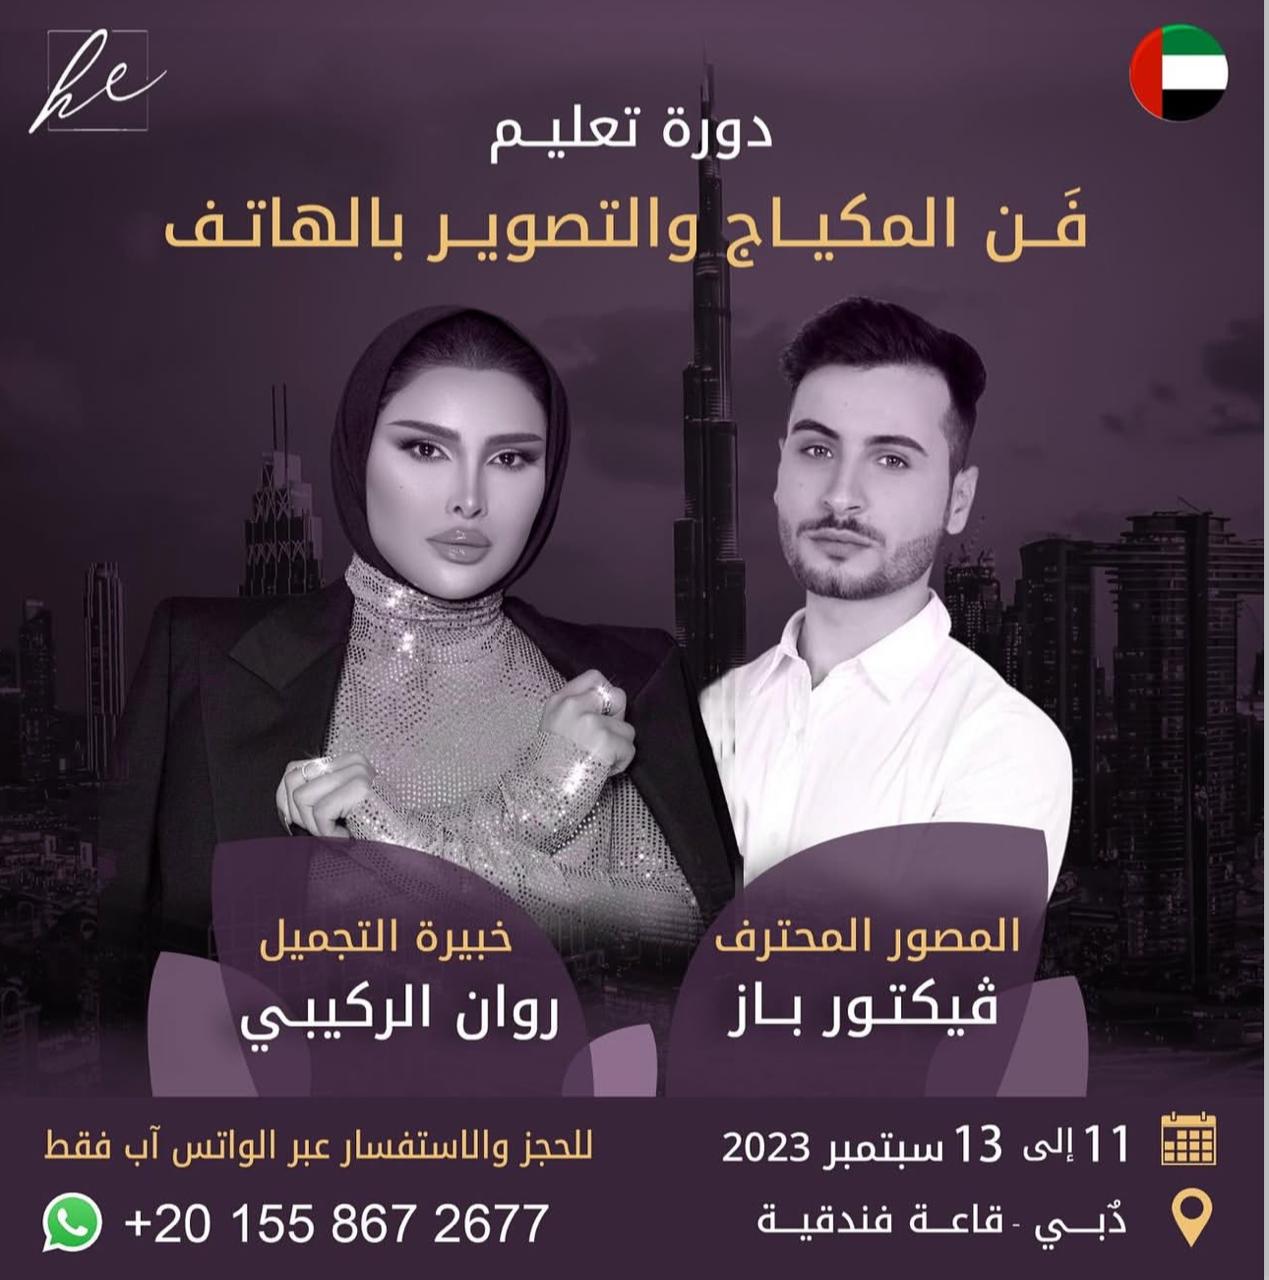 he
دورة تعليم
فَن المكياج والتصوير بالهاتف
المصور المحترف
ڤيكتور باز
خبيرة التجميل
روان الركيبي
11 إلى 13 سبتمبر 2023
دُبي - قاعة فندقية
للحجز والاستفسار عبر الواتس آب فقط
+20 155 867 2677